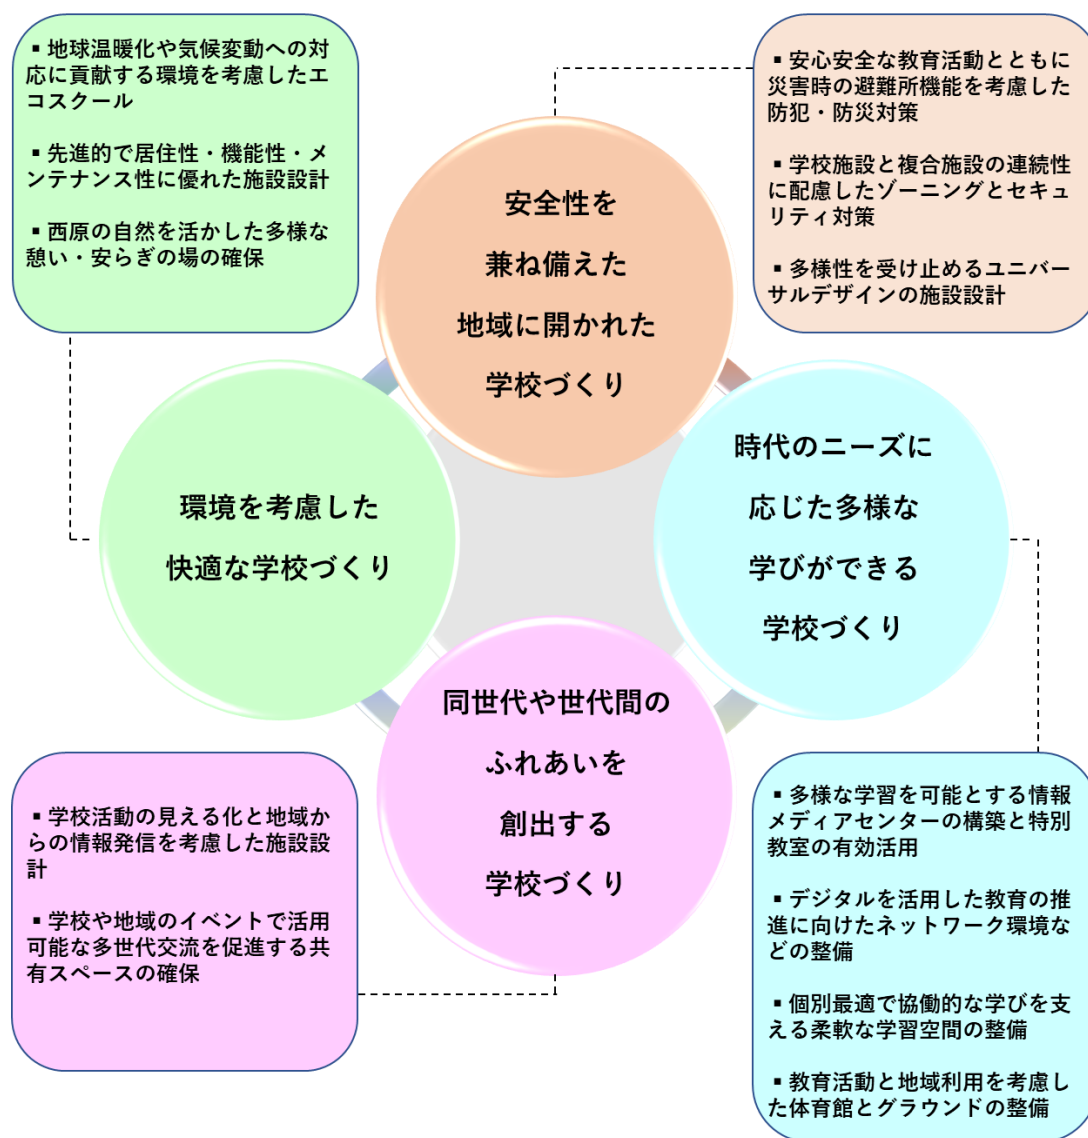 ▪地球温暖化や気候変動への対
応に貢献する環境を考慮したエ
コスクール
▪先進的で居住性・機能性・メ
ンテナンス性に優れた施設設計
▪西原の自然を活かした多様な
憩い・安らぎの場の確保
▪安心安全な教育活動とともに
災害時の避難所機能を考慮した
防犯・防災対策
▪学校施設と複合施設の連続性
に配慮したゾーニングとセキュ
リティ対策
▪多様性を受け止めるユニバー
サルデザインの施設設計
安全性を
兼ね備えた
地域に開かれた
学校づくり
環境を考慮した
快適な学校づくり
時代のニーズに
応じた多様な
学びができる
学校づくり
同世代や世代間の
ふれあいを
創出する
学校づくり
▪学校活動の見える化と地域か
らの情報発信を考慮した施設設
計
▪学校や地域のイベントで活用
可能な多世代交流を促進する共
有スペースの確保
▪多様な学習を可能とする情報
メディアセンターの構築と特別
教室の有効活用
▪デジタルを活用した教育の推
進に向けたネットワーク環境な
どの整備
▪個別最適で協働的な学びを支
える柔軟な学習空間の整備
▪教育活動と地域利用を考慮し
た体育館とグラウンドの整備